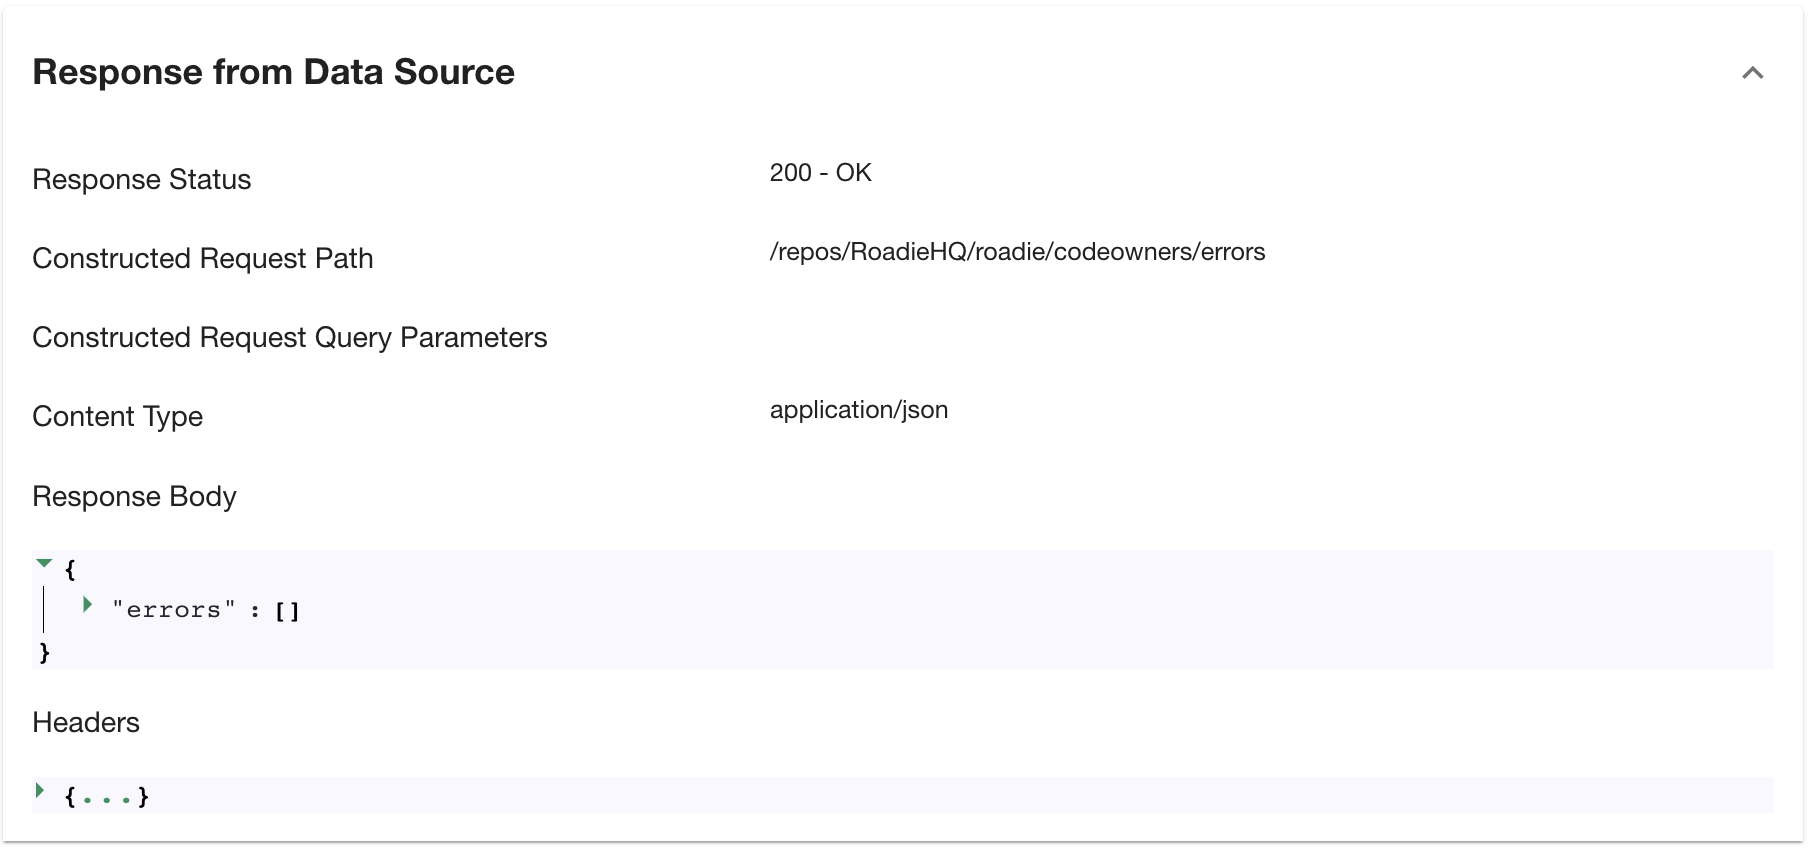 Response from Data Source
Response Status 200 - OK
Constructed Request Path /repos/RoadieHQ/roadie/codeowners/errors
Constructed Request Query Parameters
Content Type application/json
Response Body
{
"errors" : []
}
Headers
{...}